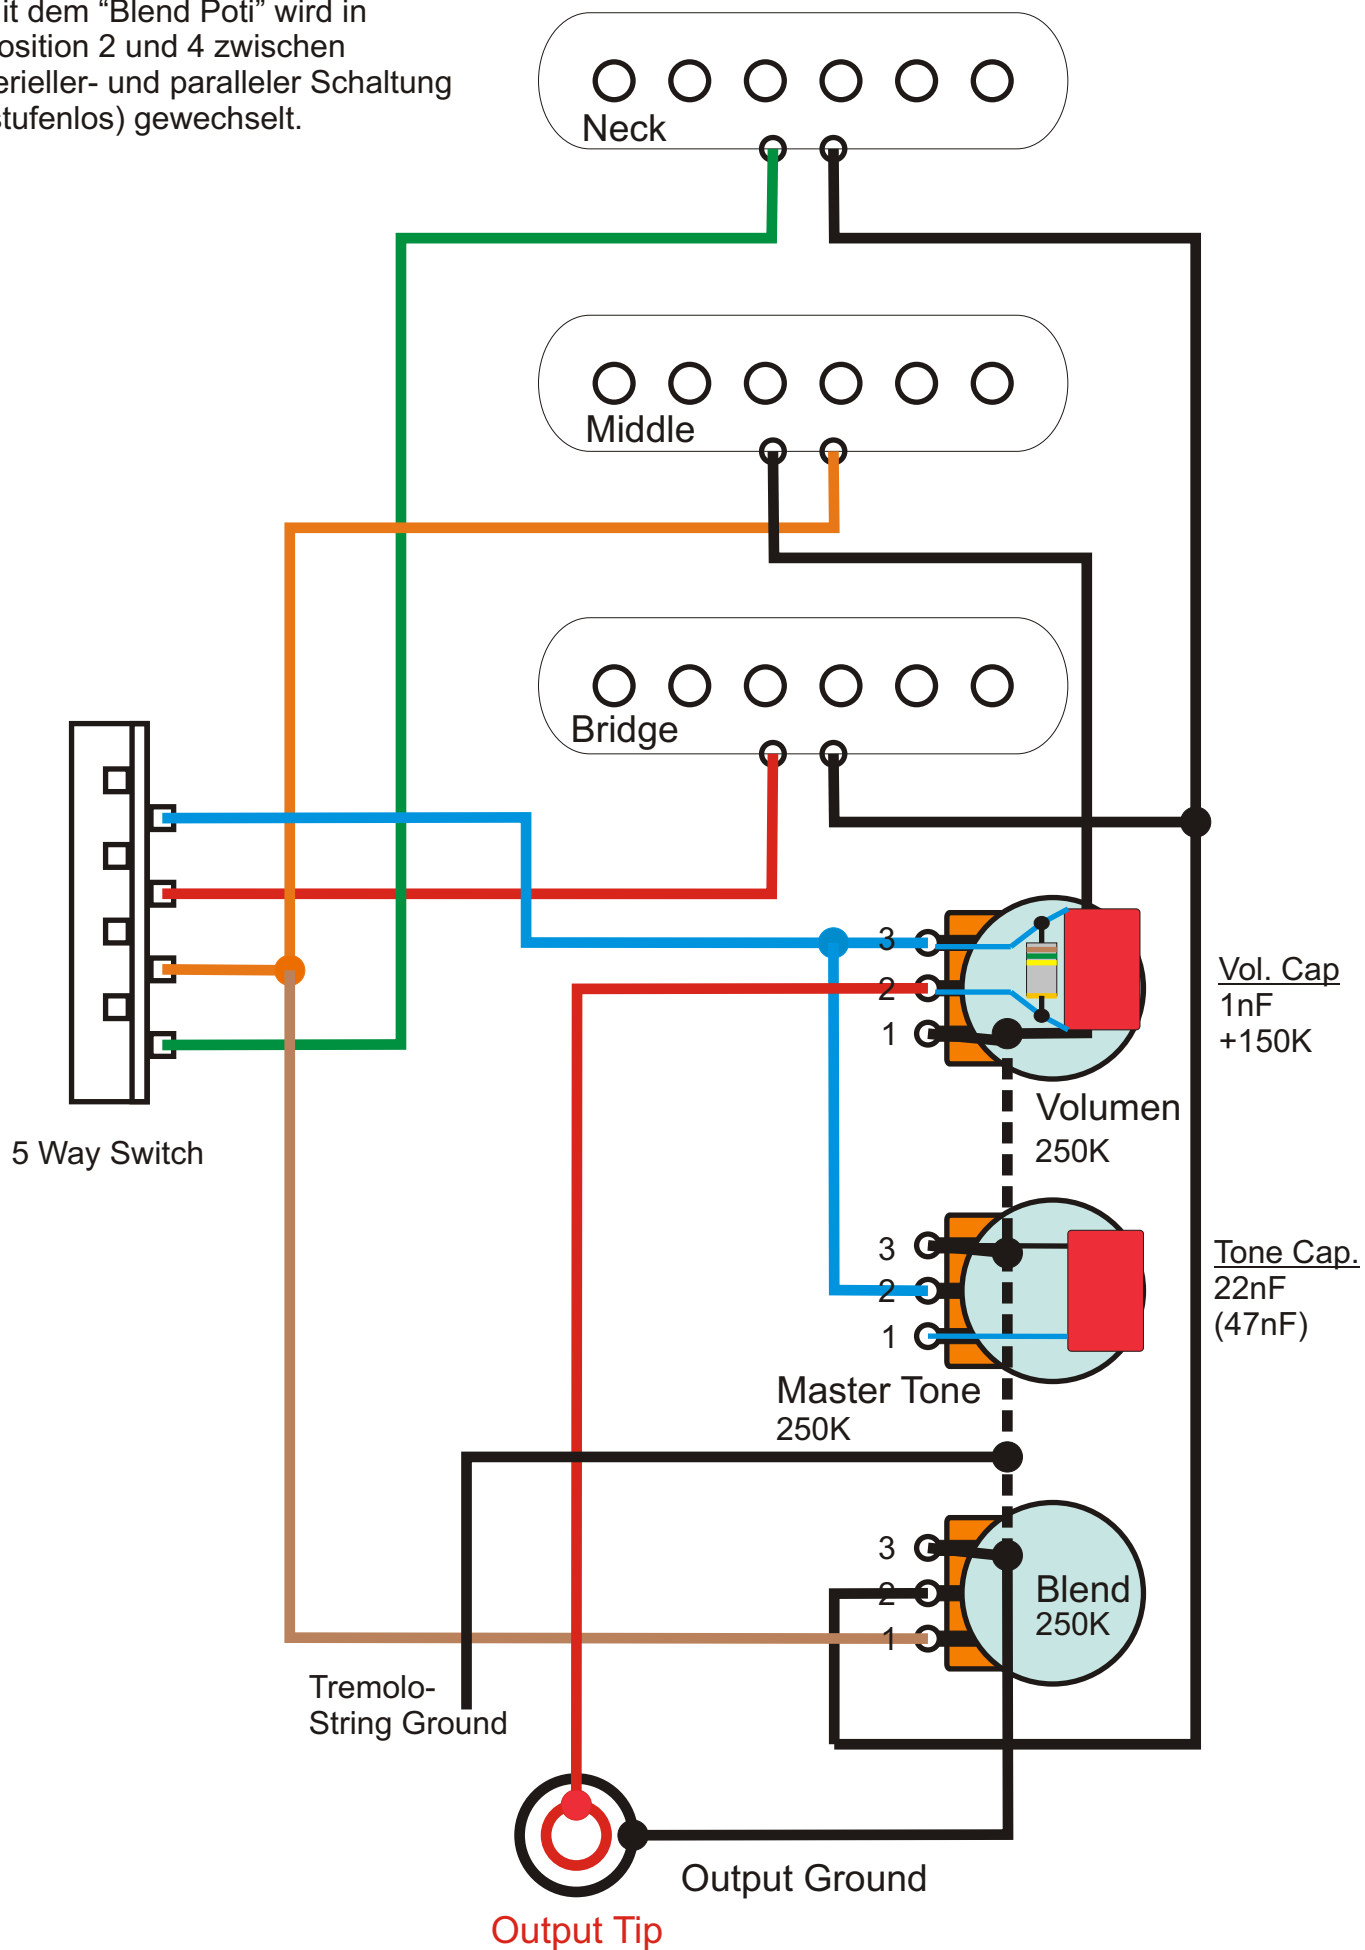 it dem “Blend Poti” wird in
osition 2 und 4 zwischen
erieller- und paralleler Schaltung
stufenlos) gewechselt.
Neck
Middle
Bridge
5 Way Switch
3
2
1
Vol. Cap
1nF
+150K
Volumen
250K
3
2
1
Tone Cap.
22nF
(47nF)
Master Tone
250K
3
2
1
Blend
250K
Tremolo-
String Ground
Output Ground
Output Tip